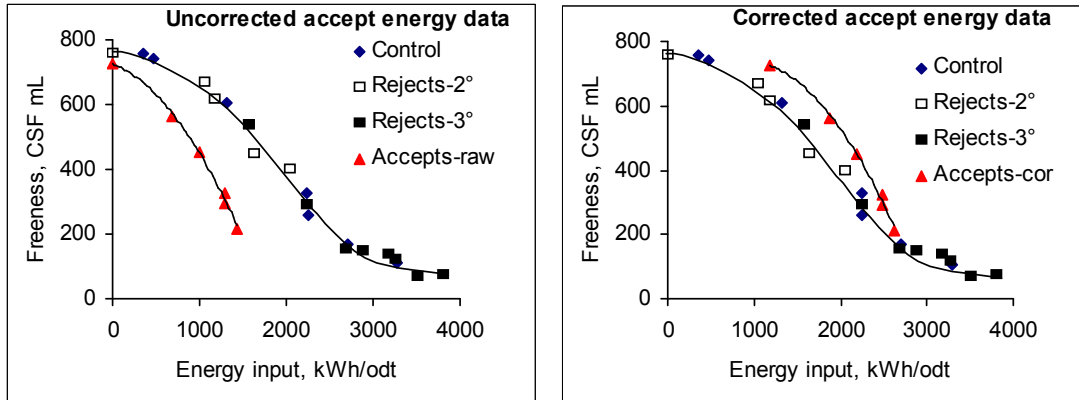 Uncorrected accept energy data
800
600
400
200
0
Freeness, CSF mL
Control
Rejects-2°
Rejects-3°
Accepts-raw
0 1000 2000 3000 4000
Energy input, kWh/odt
Corrected accept energy data
800
600
400
200
0
Freeness, CSF mL
Control
Rejects-2°
Rejects-3°
Accepts-cor
0 1000 2000 3000 4000
Energy input, kWh/odt